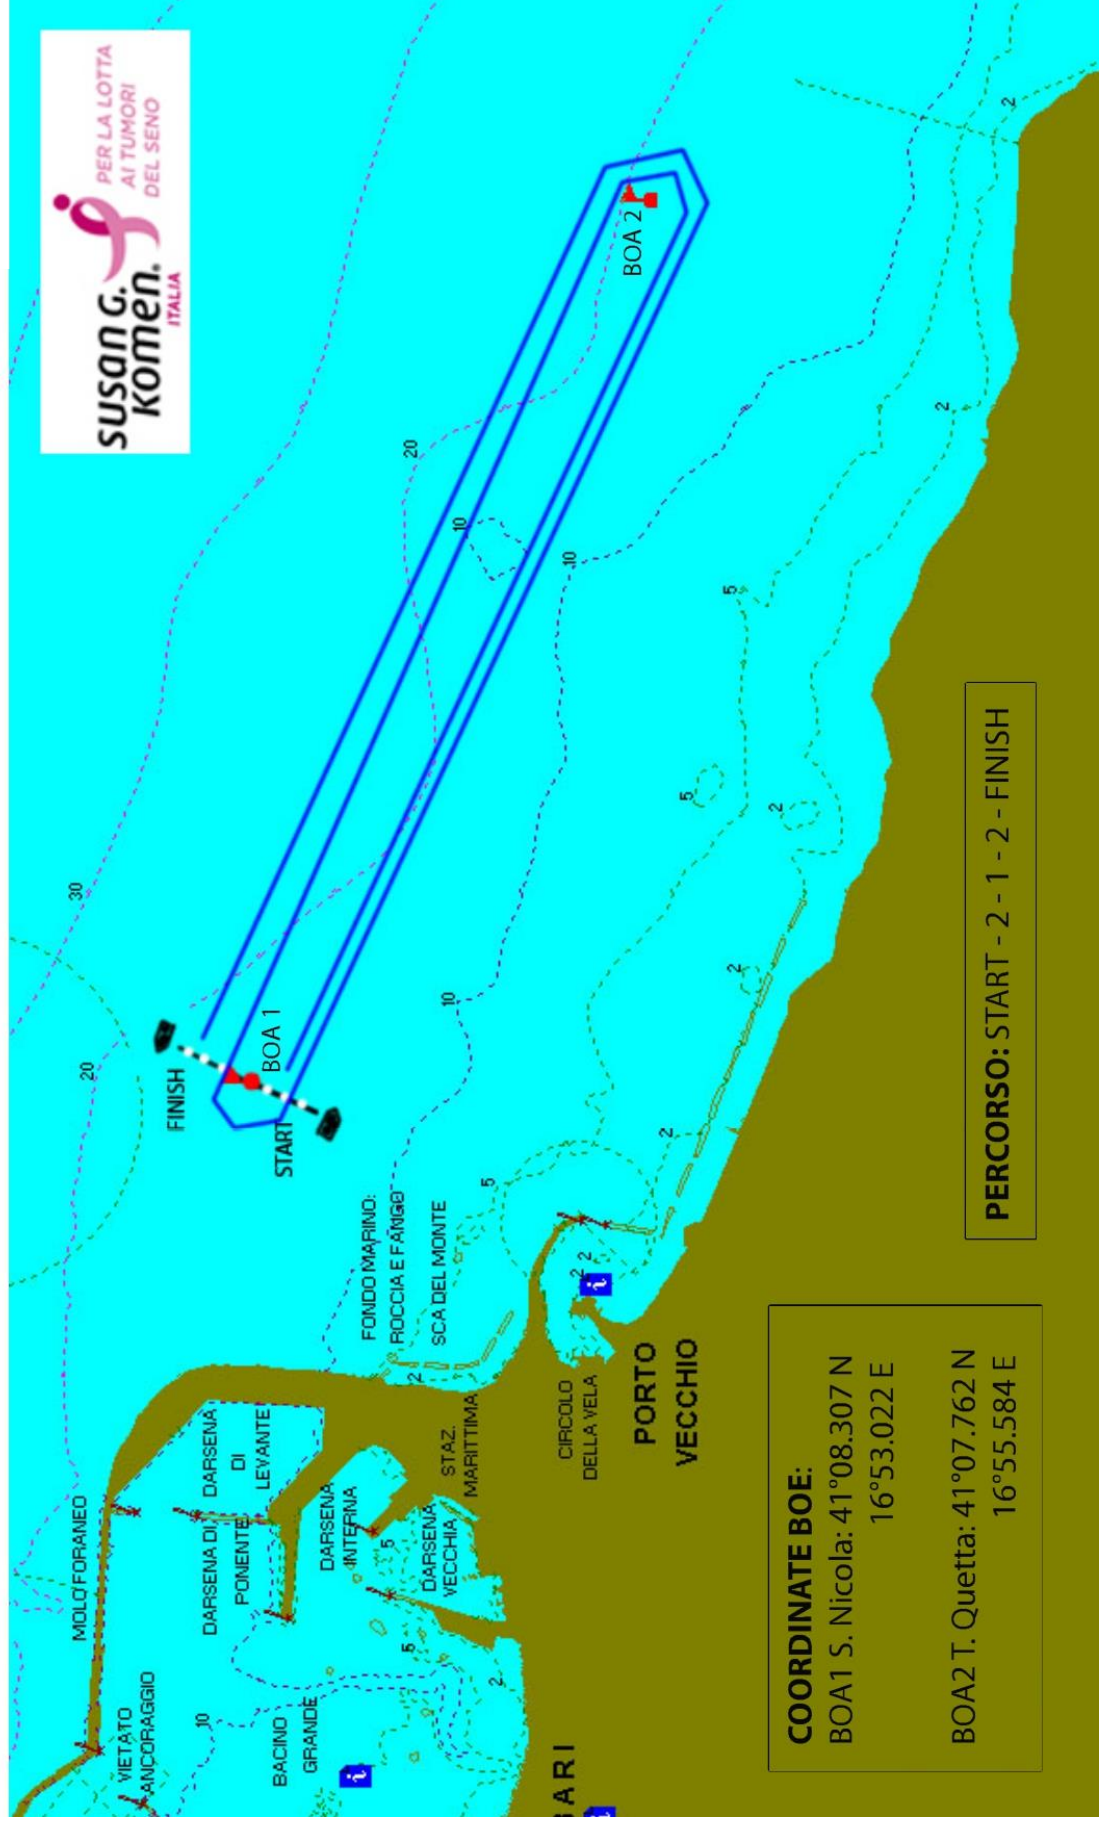 susan G.
komen.
ITALIA
PER LA LOTTA
AI TUMORI
DEL SENO
MOLO FORANEO
VIETATO
ANCORAGGIO
10
BACINO
GRANDE
DARSENA DI
PONENTE
DARSENA
DI
LEVANTE
DARSENA
INTERNA
DARSENA
VECCHIA
5
5
2
STAZ.
MARITTIMA
2
FONDO MARINO:
ROCCIA E FANGO
SCA DEL MONTE
CIRCOLO
DELLA VELA
PORTO
VECCHIO
i
i
i
2
2
5
2
2
FINISH
START
BOA 1
BOA 2
20
30
20
10
10
10
5
5
2
2
2
COORDINATE BOE:
BOA1 S. Nicola: 41°08.307 N
16°53.022 E
BOA2 T. Quetta: 41°07.762 N
16°55.584 E
PERCORSO: START - 2 - 1 - 2 - FINISH